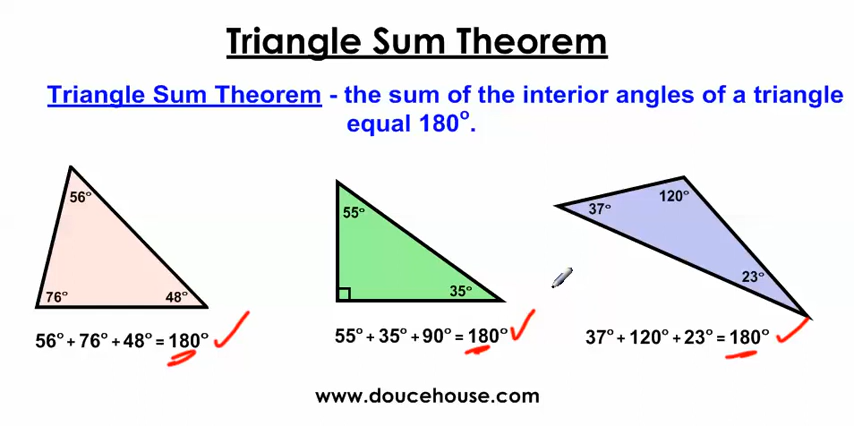 Triangle Sum Theorem
Triangle Sum Theorem - the sum of the interior angles of a triangle
equal 180°.
56°
76°
48°
56° + 76° + 48° = 180°
55°
35°
55° + 35° + 90° = 180°
37°
120°
23°
37° + 120° + 23° = 180°
www.doucehouse.com